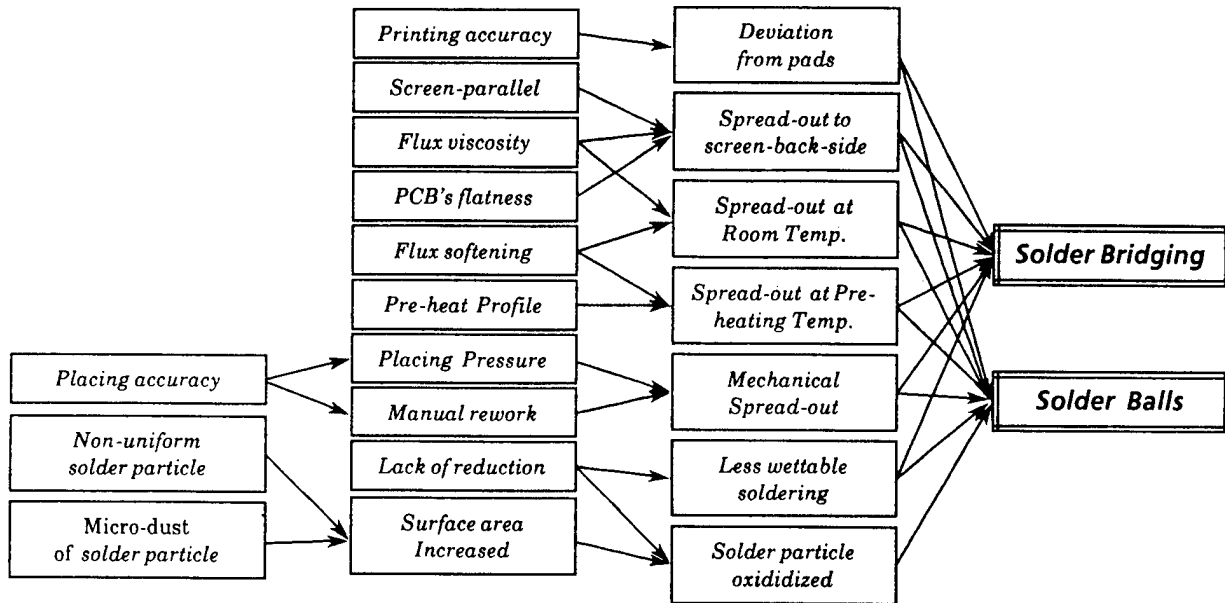 Printing accuracy
Screen-parallel
Flux viscosity
PCB's flatness
Flux softening
Pre-heat Profile
Placing Pressure
Manual rework
Lack of reduction
Surface area
Increased
Placing accuracy
Non-uniform
solder particle
Micro-dust
of solder particle
Deviation
from pads
Spread-out to
screen-back-side
Spread-out at
Room Temp.
Spread-out at Pre-
heating Temp.
Mechanical
Spread-out
Less wettable
soldering
Solder particle
oxididized
Solder Bridging
Solder Balls